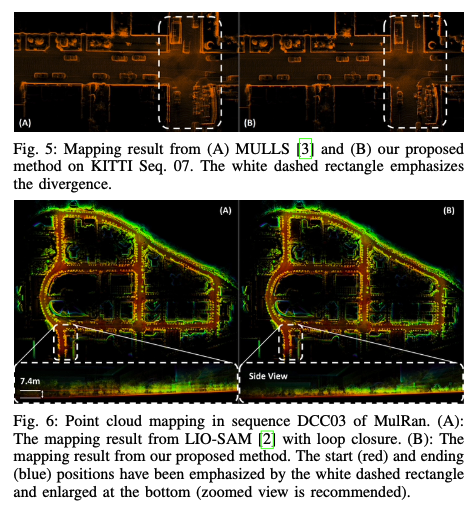 (A)
(B)
Fig. 5: Mapping result from (A) MULLS [3] and (B) our proposed
method on KITTI Seq. 07. The white dashed rectangle emphasizes
the divergence.
(A)
(B)
7.4m
Side View
Fig. 6: Point cloud mapping in sequence DCC03 of MulRan. (A):
The mapping result from LIO-SAM [2] with loop closure. (B): The
mapping result from our proposed method. The start (red) and ending
(blue) positions have been emphasized by the white dashed rectangle
and enlarged at the bottom (zoomed view is recommended).